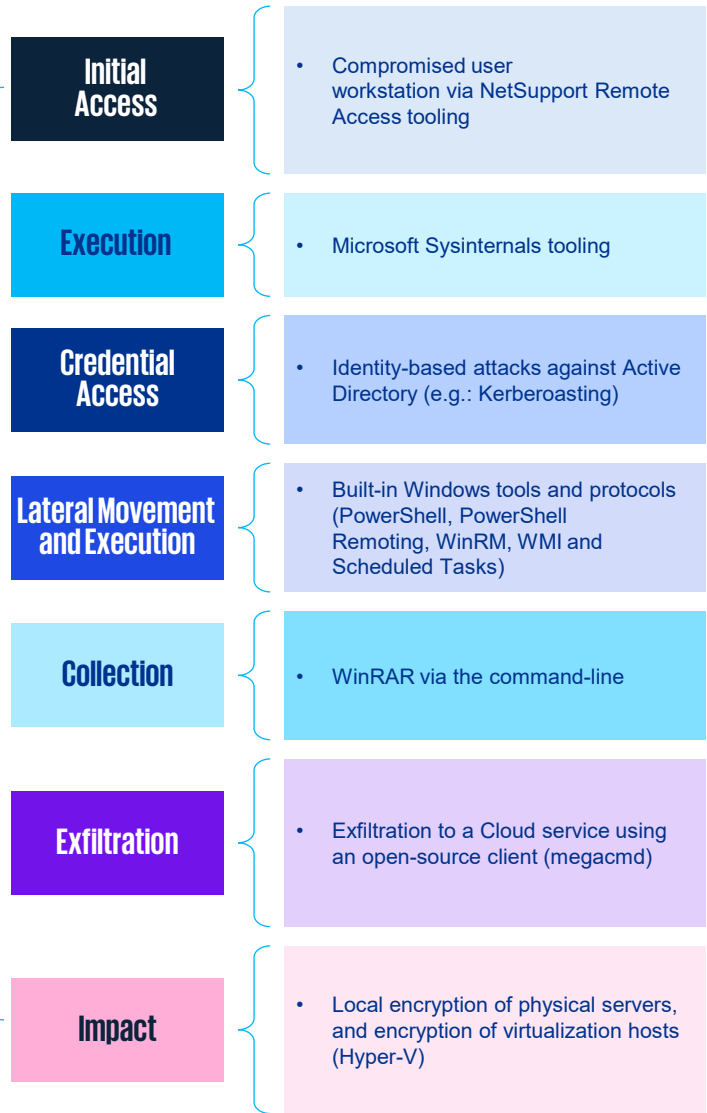 Initial
Access
• Compromised user
workstation via NetSupport Remote
Access tooling
Execution
• Microsoft Sysinternals tooling
Credential
Access
• Identity-based attacks against Active
Directory (e.g.: Kerberoasting)
Lateral Movement
and Execution
• Built-in Windows tools and protocols
(PowerShell, PowerShell
Remoting, WinRM, WMI and
Scheduled Tasks)
Collection
• WinRAR via the command-line
Exfiltration
• Exfiltration to a Cloud service using
an open-source client (megacmd)
Impact
• Local encryption of physical servers,
and encryption of virtualization hosts
(Hyper-V)